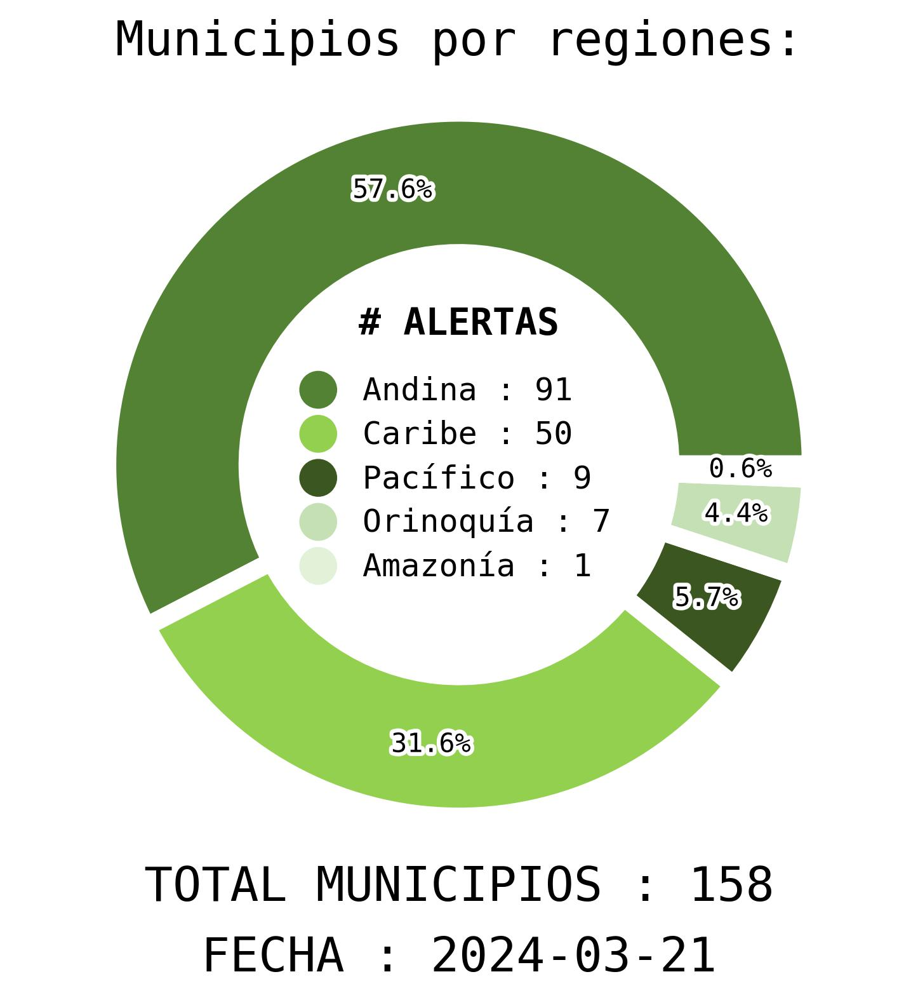 Municipios por regiones:
57.6%
# ALERTAS
Andina : 91
Caribe : 50
Pacífico : 9
Orinoquía : 7
Amazonía : 1
0.6%
4.4%
5.7%
31.6%
TOTAL MUNICIPIOS : 158
FECHA : 2024-03-21